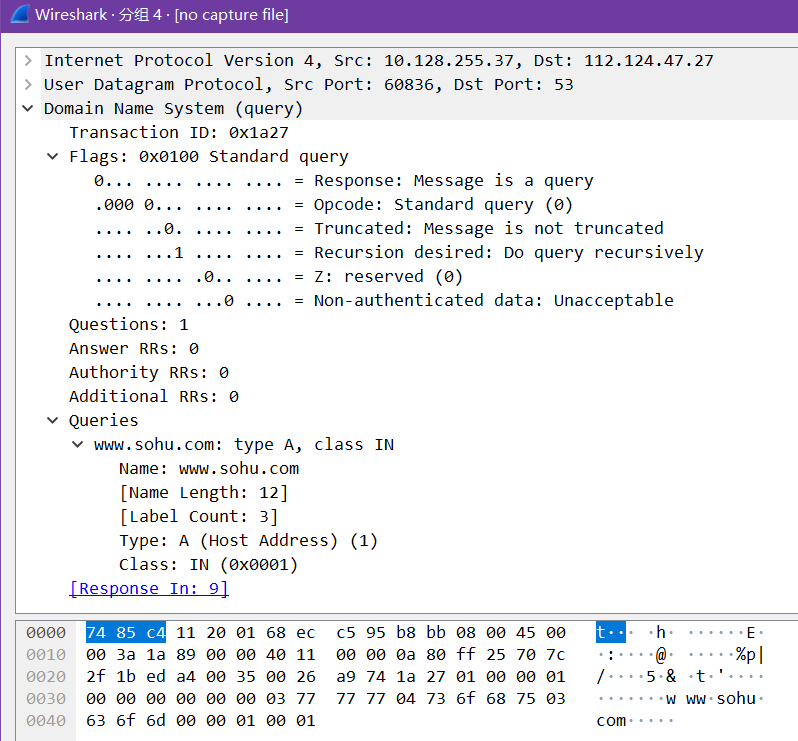 Wireshark · 分组 4 · [no capture file]
Internet Protocol Version 4, Src: 10.128.255.37, Dst: 112.124.47.27
User Datagram Protocol, Src Port: 60836, Dst Port: 53
Domain Name System (query)
Transaction ID: 0x1a27
Flags: 0x0100 Standard query
0... .... .... .... = Response: Message is a query
.000 0... .... .... = Opcode: Standard query (0)
.... ..0. .... .... = Truncated: Message is not truncated
.... ...1 .... .... = Recursion desired: Do query recursively
.... .... .0.. .... = Z: reserved (0)
.... .... ...0 .... = Non-authenticated data: Unacceptable
Questions: 1
Answer RRs: 0
Authority RRs: 0
Additional RRs: 0
Queries
www.sohu.com: type A, class IN
Name: www.sohu.com
[Name Length: 12]
[Label Count: 3]
Type: A (Host Address) (1)
Class: IN (0x0001)
[Response In: 9]
0000 74 85 c4 11 20 01 68 ec c5 95 b8 bb 08 00 45 00 t·· ·h· ······E·
0010 00 3a 1a 89 00 00 40 11 00 00 0a 80 ff 25 70 7c ·:····@· ·····%p|
0020 2f 1b ed a4 00 35 00 26 a9 74 1a 27 01 00 00 01 /····5·& ·t·'····
0030 00 00 00 00 00 00 03 77 77 77 04 73 6f 68 75 03 ·······w ww·sohu·
0040 63 6f 6d 00 00 01 00 01 com·····